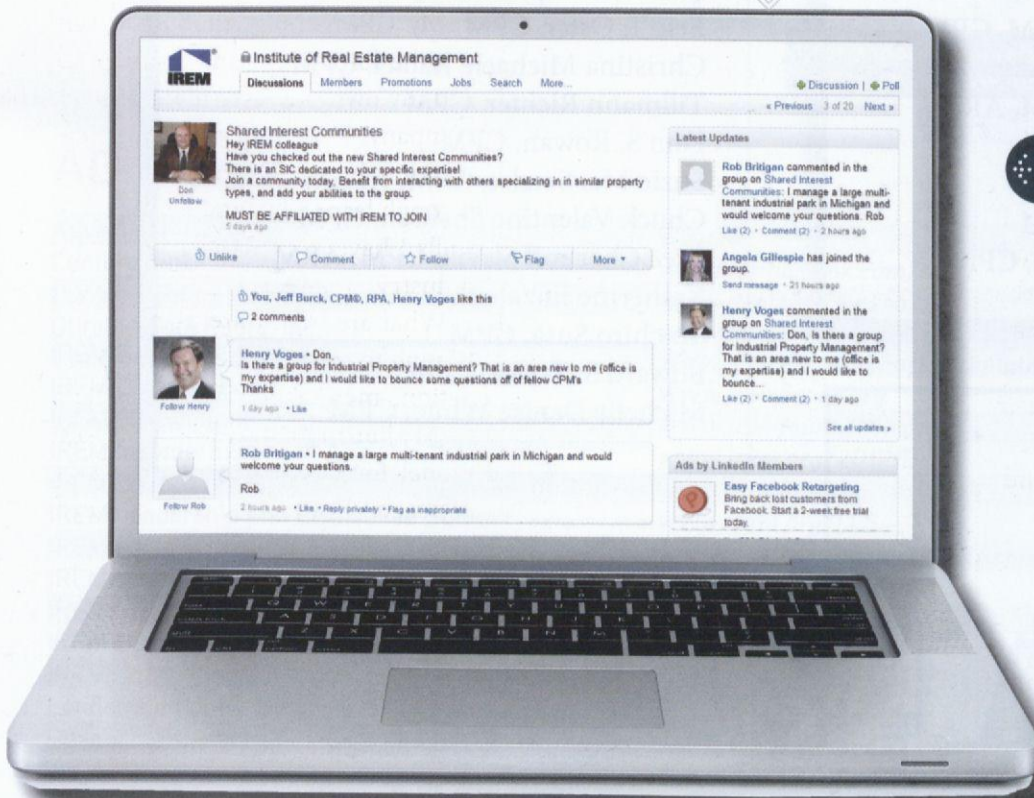 IREM
Institute of Real Estate Management
Discussions Members Promotions Jobs Search More...
Discussion | Poll
« Previous 3 of 20 Next »
Don
Unfollow
Shared Interest Communities
Hey IREM colleague
Have you checked out the new Shared Interest Communities?
There is an SIC dedicated to your specific expertise!
Join a community today. Benefit from interacting with others specializing in in similar property
types, and add your abilities to the group.
MUST BE AFFILIATED WITH IREM TO JOIN
5 days ago
Unlike Comment Follow Flag More
You, Jeff Burck, CPM®, RPA, Henry Voges like this
2 comments
Follow Henry
Henry Voges • Don,
Is there a group for Industrial Property Management? That is an area new to me (office is
my expertise) and I would like to bounce some questions off of fellow CPM's
Thanks
1 day ago • Like
Follow Rob
Rob Britigan • I manage a large multi-tenant industrial park in Michigan and would
welcome your questions.
Rob
2 hours ago • Like • Reply privately • Flag as inappropriate
Latest Updates
Rob Britigan commented in the
group on Shared Interest
Communities: I manage a large multi-
tenant industrial park in Michigan and
would welcome your questions. Rob
Like (2) • Comment (2) • 2 hours ago
Angela Gillespie has joined the
group.
Send message • 21 hours ago
Henry Voges commented in the
group on Shared Interest
Communities: Don, Is there a group
for Industrial Property Management?
That is an area new to me (office is
my expertise) and I would like to
bounce...
Like (2) • Comment (2) • 1 day ago
See all updates »
Ads by LinkedIn Members
Easy Facebook Retargeting
Bring back lost customers from
Facebook. Start a 2-week free trial
today.